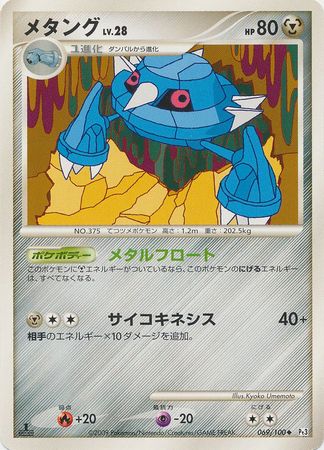 メタング LV.28 HP 80
1進化 ダンバルから進化
NO.375 てつツメポケモン 高さ：1.2m 重さ：202.5kg
ポケボディー メタルフロート
このポケモンにエネルギーがついているなら、このポケモンのにげるエネルギー
は、すべてなくなる。
サイコキネシス 40+
相手のエネルギー×10ダメージを追加。
Illus. Kyoko Umemoto
弱点 +20 抵抗力 -20 にげる
©2009 Pokémon/Nintendo/Creatures/GAME FREAK.
069/100 Pt3